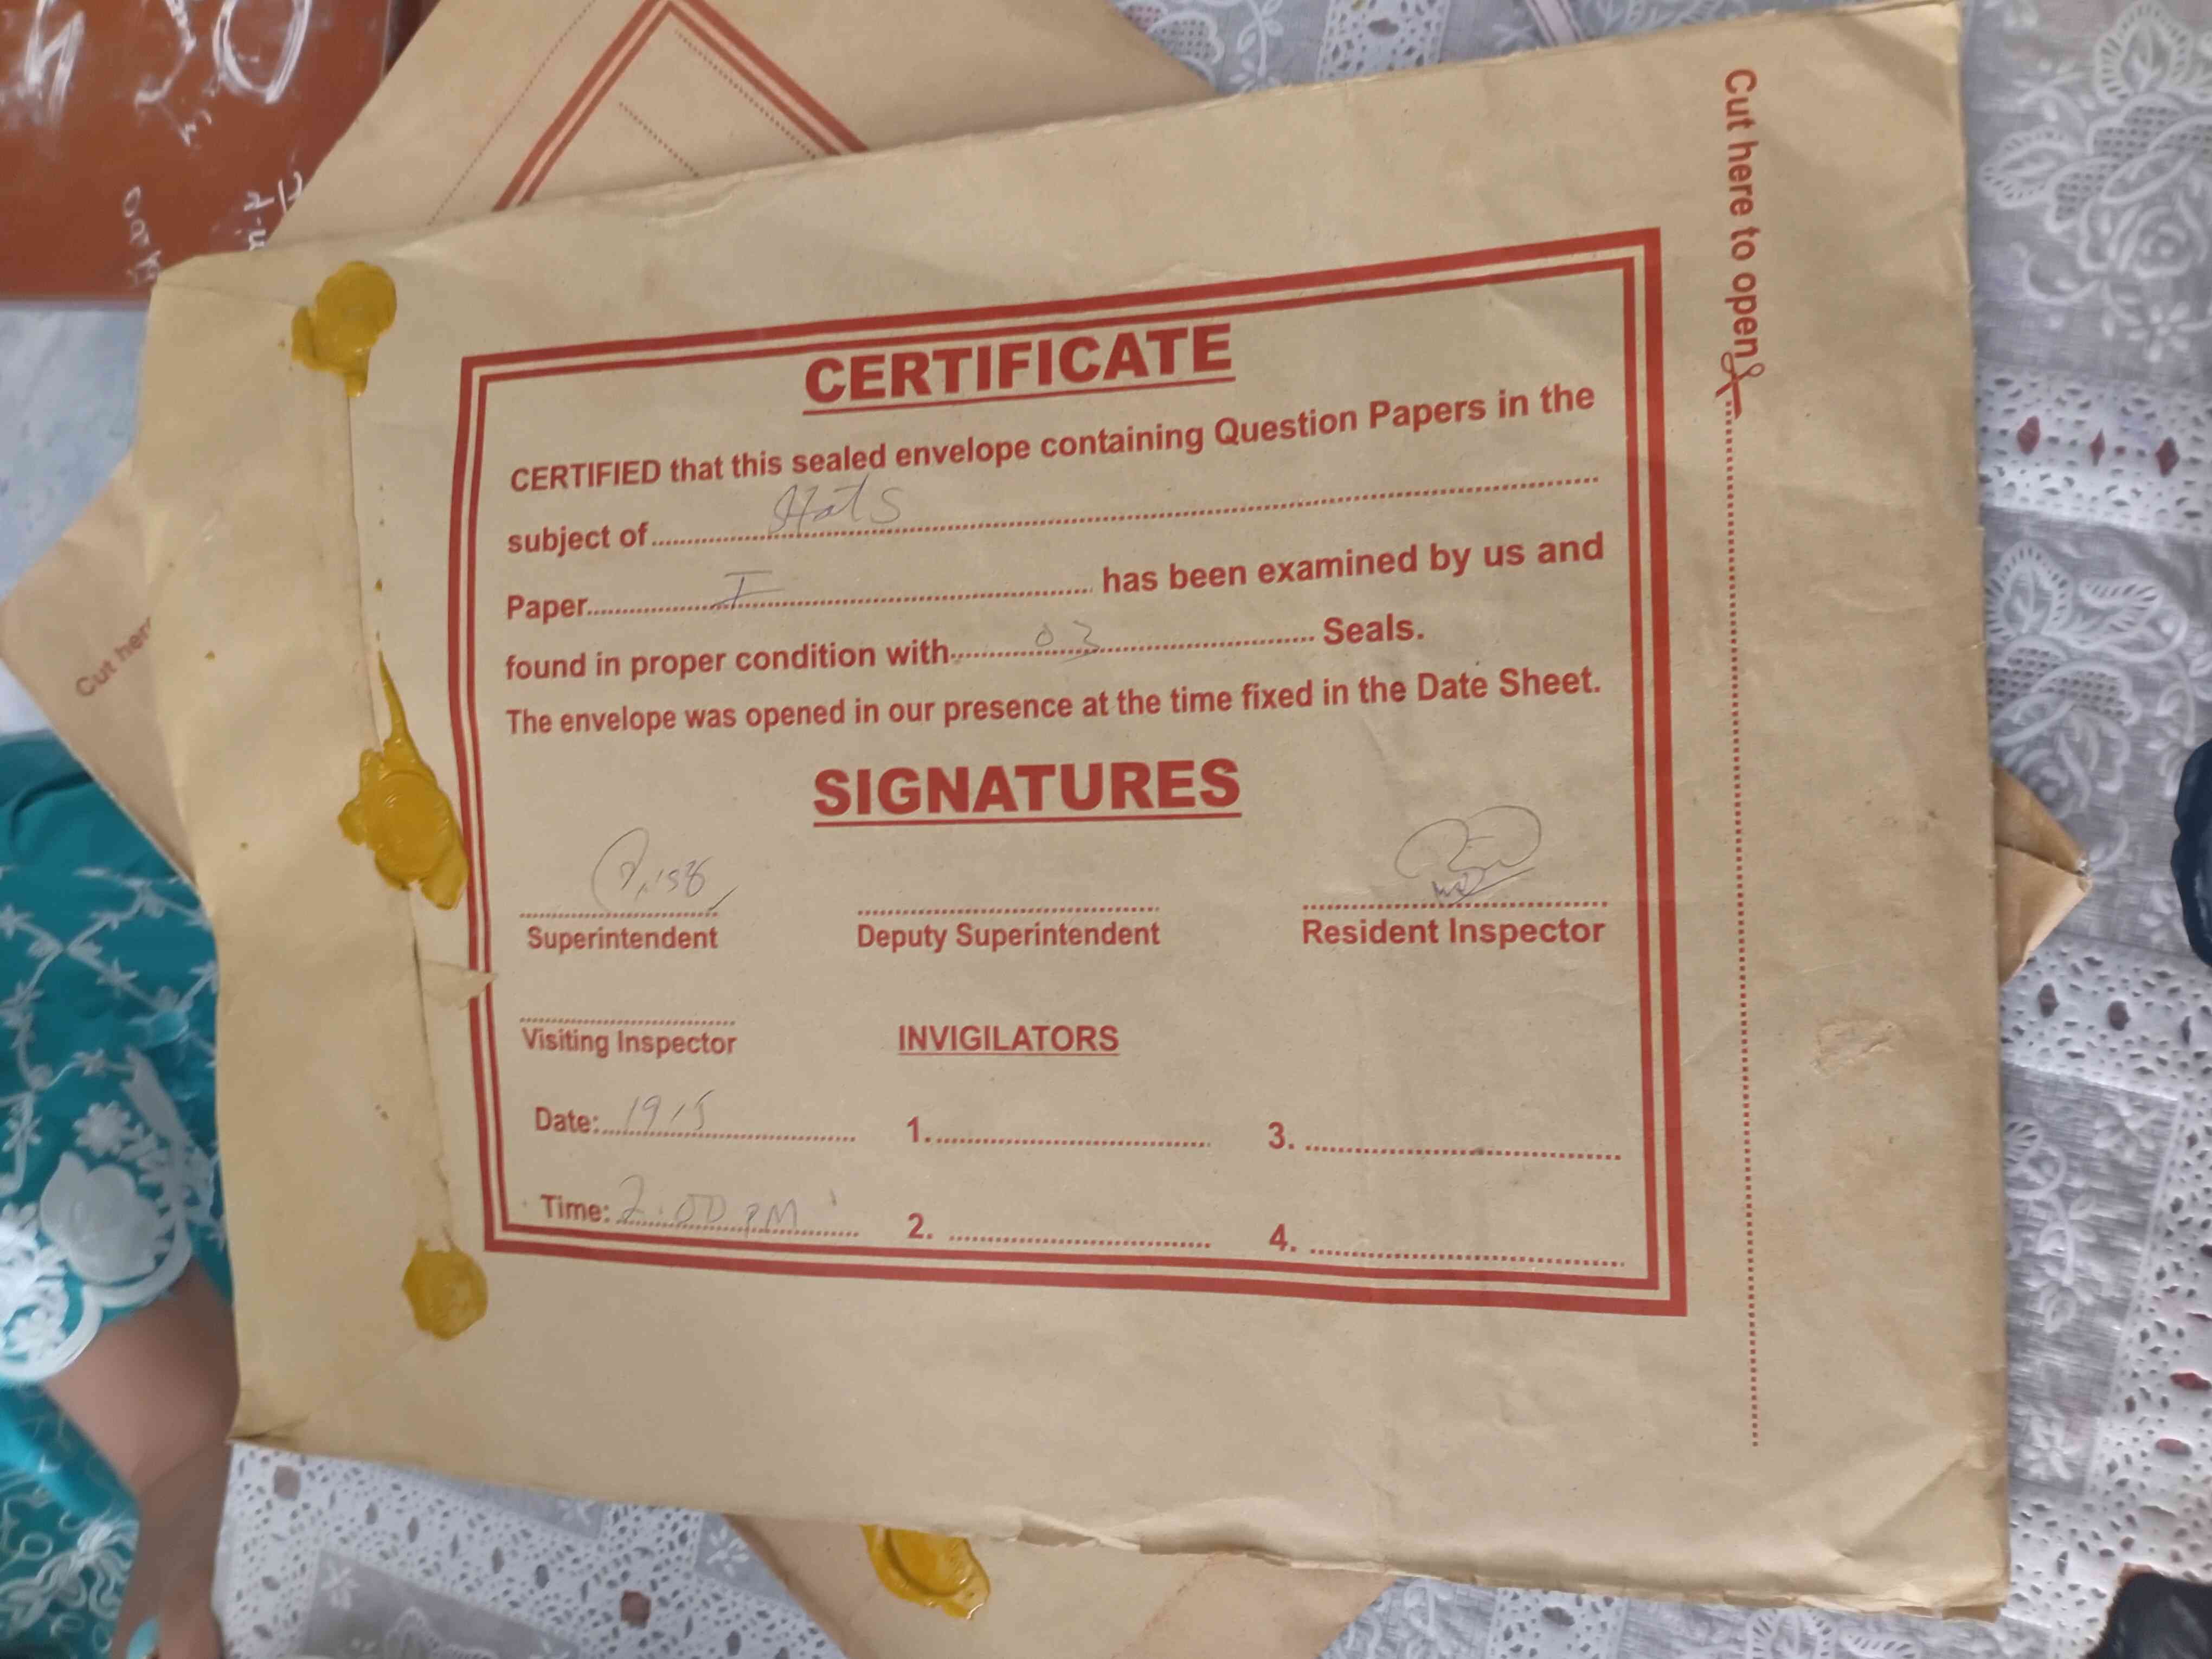 Cut here to open
CERTIFICATE
CERTIFIED that this sealed envelope containing Question Papers in the
subject of Stats
Paper I has been examined by us and
found in proper condition with 03 Seals.
The envelope was opened in our presence at the time fixed in the Date Sheet.
SIGNATURES
Superintendent Deputy Superintendent Resident Inspector
Visiting Inspector INVIGILATORS
Date: 19/5 1. 3.
Time: 2:00 PM 2. 4.
Cut her